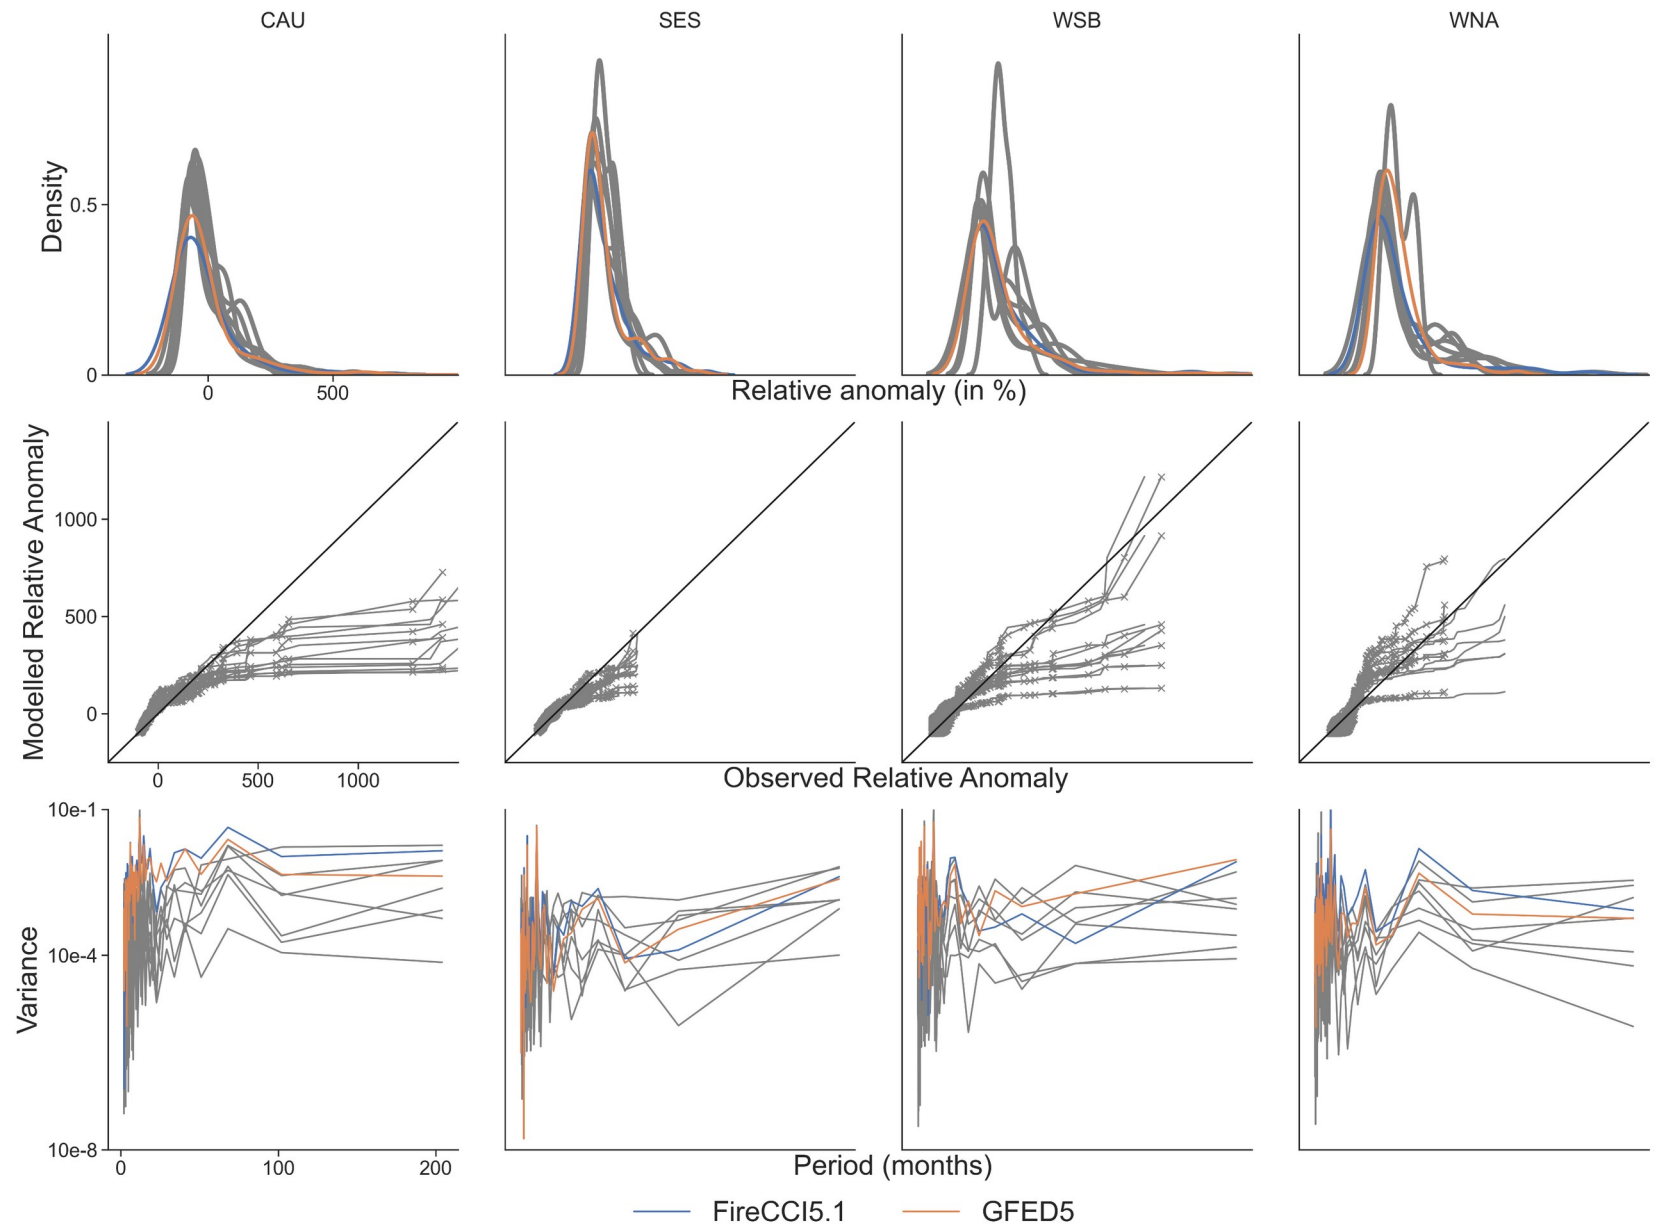 CAU SES WSB WNA
Density
0.5
0
0 500
Relative anomaly (in %)
Modelled Relative Anomaly
1000
500
0
0 500 1000
Observed Relative Anomaly
Variance
10e-1
10e-4
10e-8
0 100 200
Period (months)
FireCCI5.1 GFED5